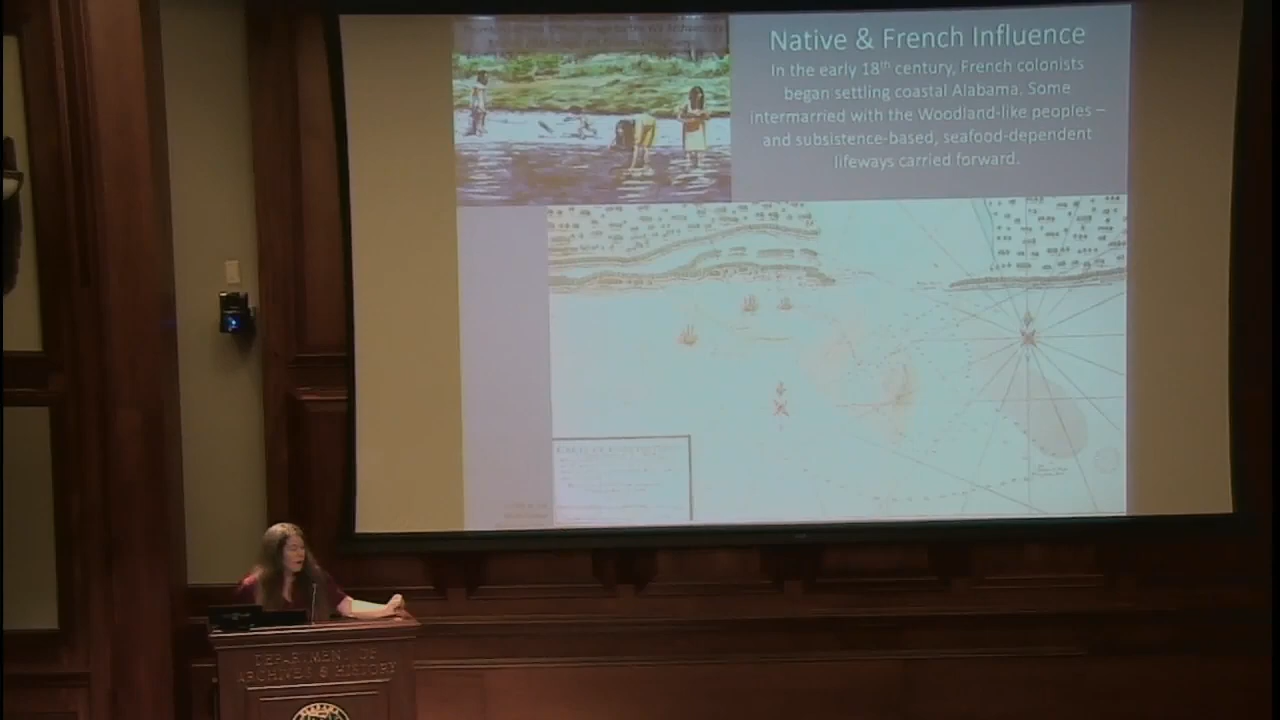 Native & French Influence
In the early 18th century, French colonists
began settling coastal Alabama. Some
intermarried with the Woodland-like peoples –
and subsistence-based, seafood-dependent
lifeways carried forward.
DEPARTMENT OF
ARCHIVES & HISTORY